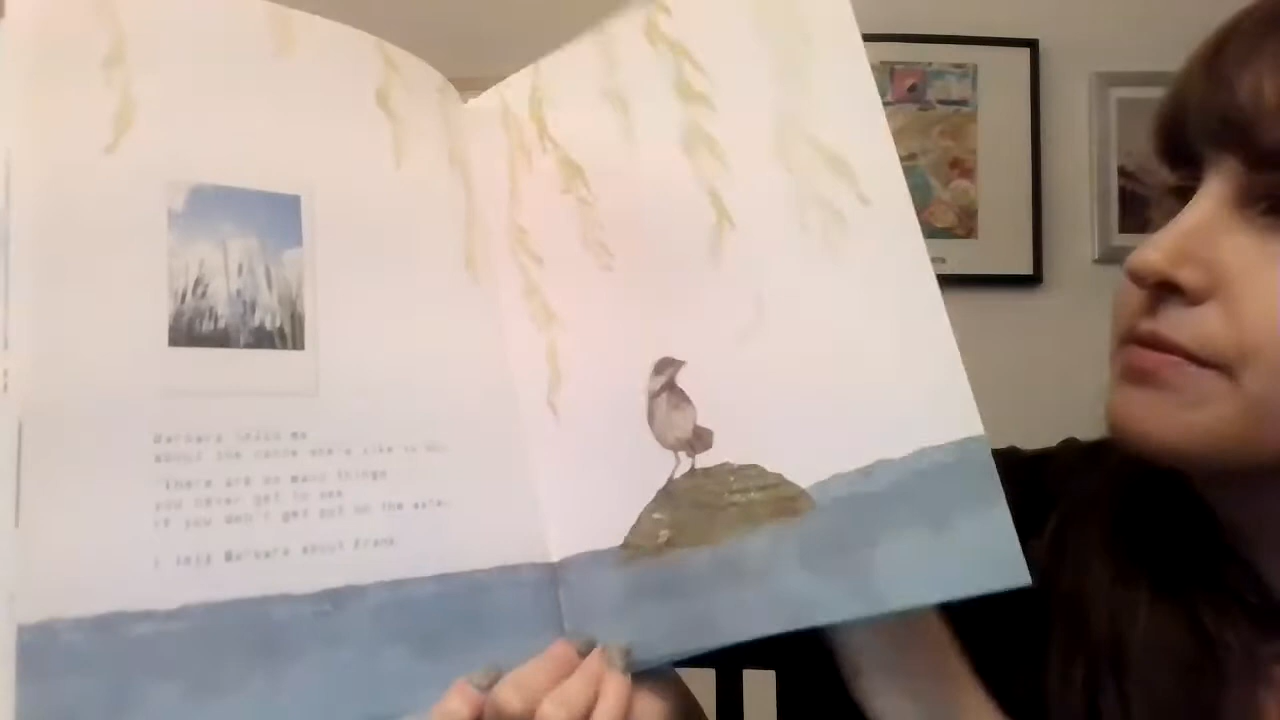 Barbara tells me
about the canoe she'd like to buy.
"There are so many things
you never get to see
if you don't get out on the water."
I tell Barbara about Frank.